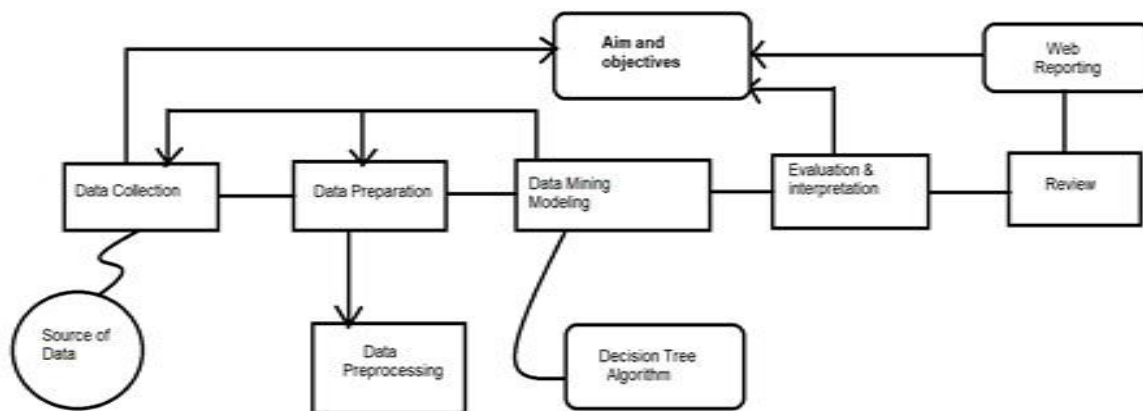 Aim and
objectives
Web
Reporting
Data Collection
Data Preparation
Data Mining
Modeling
Evaluation &
interpretation
Review
Source of
Data
Data
Preprocessing
Decision Tree
Algorithm